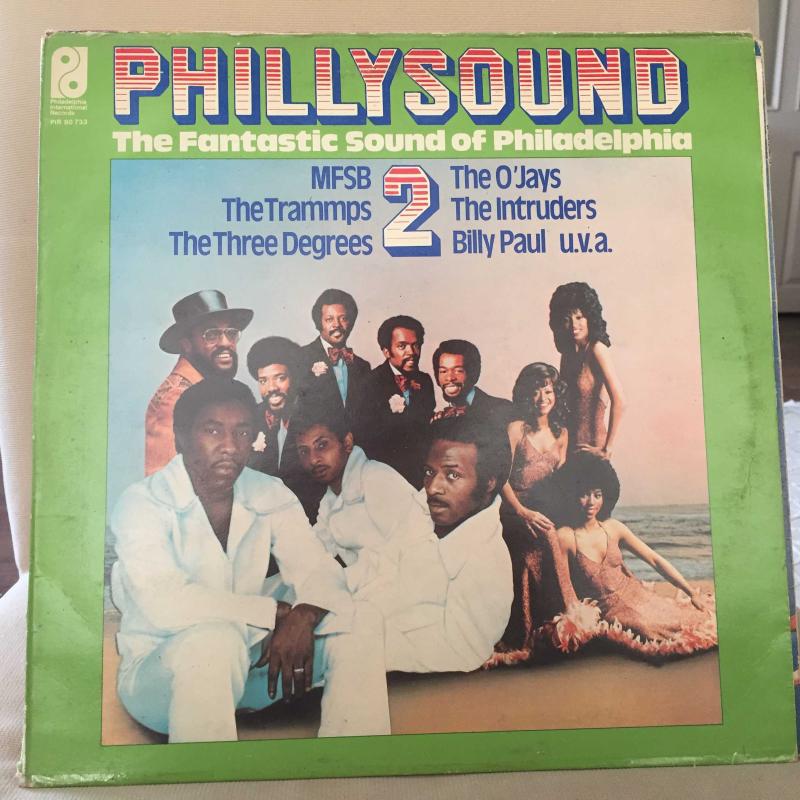 Philadelphia
International
Records
PIR 80 733
PHILLYSOUND
The Fantastic Sound of Philadelphia
MFSB 2 The O'Jays
The Trammps The Intruders
The Three Degrees Billy Paul u.v.a.